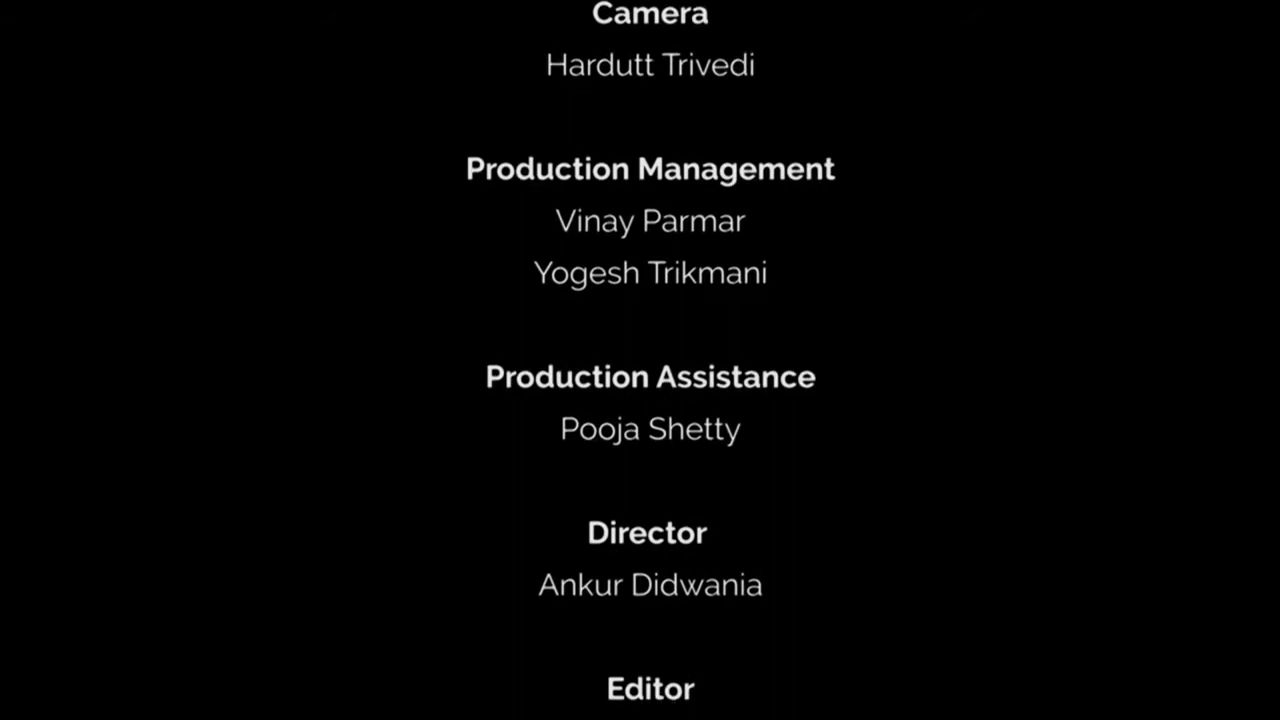 Camera
Hardutt Trivedi
Production Management
Vinay Parmar
Yogesh Trikmani
Production Assistance
Pooja Shetty
Director
Ankur Didwania
Editor